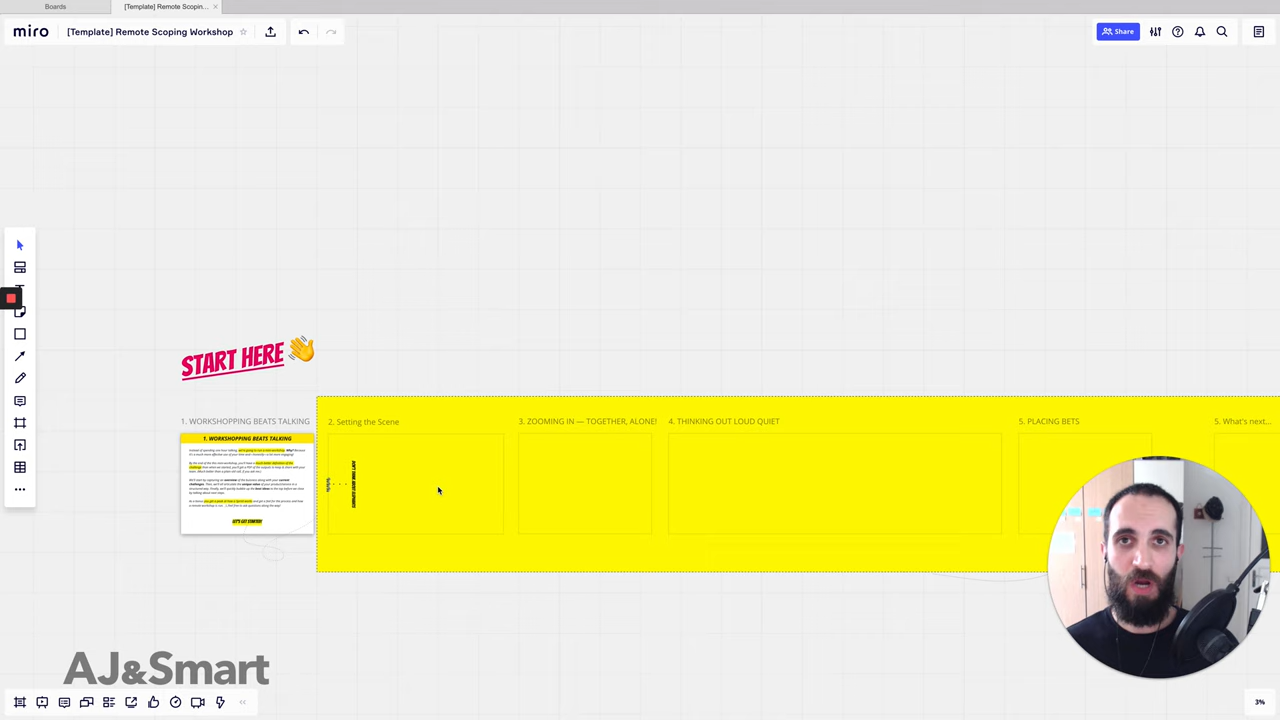 Boards
[Template] Remote Scopin...
miro
[Template] Remote Scoping Workshop
Share
START HERE
1. WORKSHOPPING BEATS TALKING
2. Setting the Scene
3. ZOOMING IN — TOGETHER, ALONE!
4. THINKING OUT LOUD QUIET
5. PLACING BETS
5. What's next...
1. WORKSHOPPING BEATS TALKING
LET'S GET STARTED!
AJ&Smart
3%